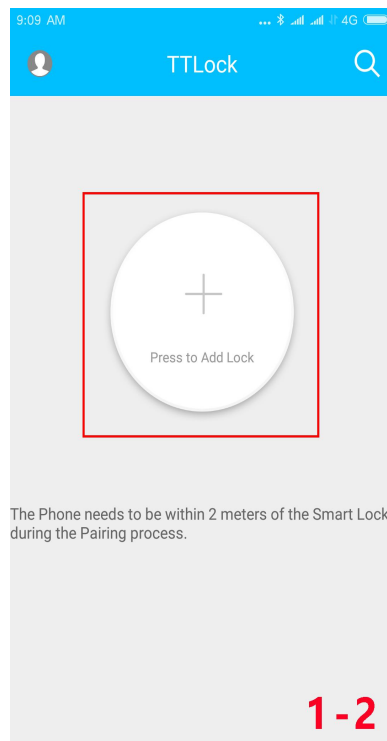 9:09 AM ... 4G
TTLock
Press to Add Lock
The Phone needs to be within 2 meters of the Smart Lock
during the Pairing process.
1-2